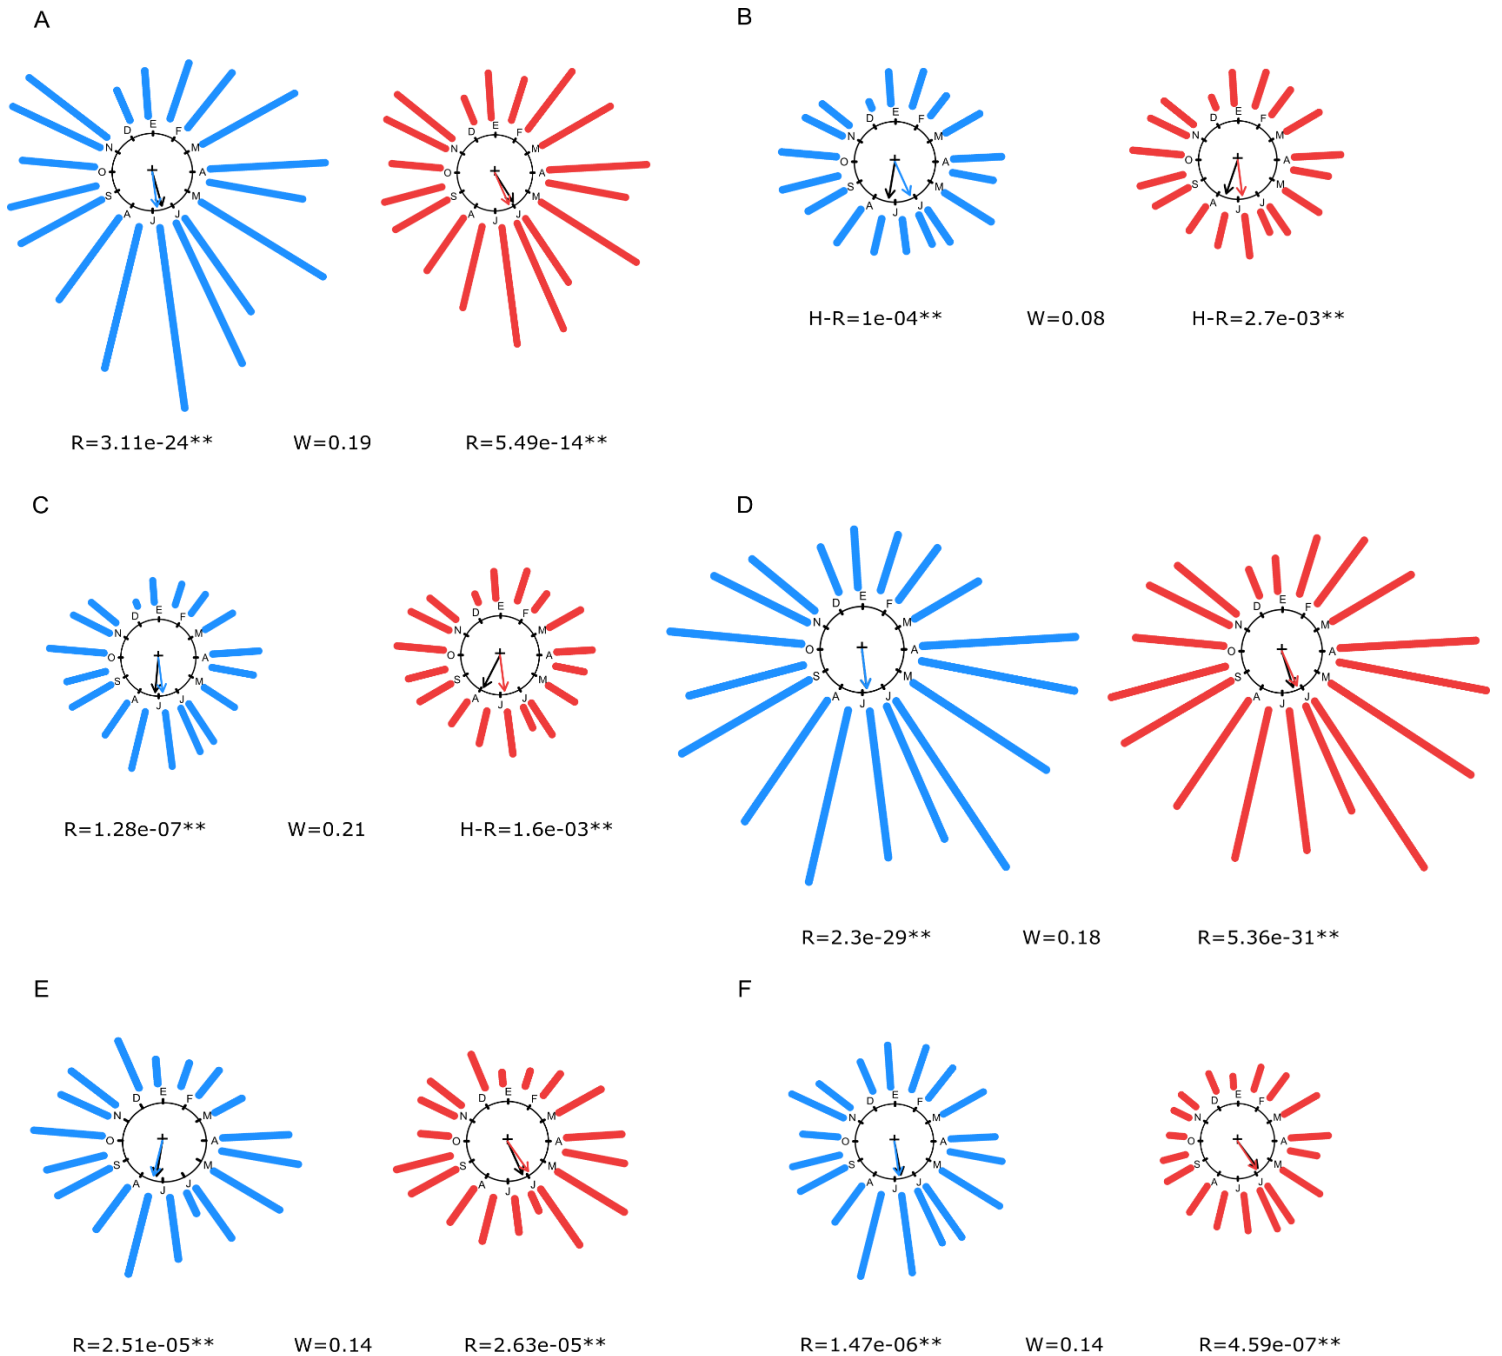 A
B
E F M A M J J A S O N D
E F M A M J J A S O N D
E F M A M J J A S O N D
E F M A M J J A S O N D
H-R=1e-04** W=0.08 H-R=2.7e-03**
R=3.11e-24** W=0.19 R=5.49e-14**
C
D
E F M A M J J A S O N D
E F M A M J J A S O N D
E F M A M J J A S O N D
E F M A M J J A S O N D
R=1.28e-07** W=0.21 H-R=1.6e-03**
R=2.3e-29** W=0.18 R=5.36e-31**
E
F
E F M A M J J A S O N D
E F M A M J J A S O N D
E F M A M J J A S O N D
E F M A M J J A S O N D
R=2.51e-05** W=0.14 R=2.63e-05**
R=1.47e-06** W=0.14 R=4.59e-07**